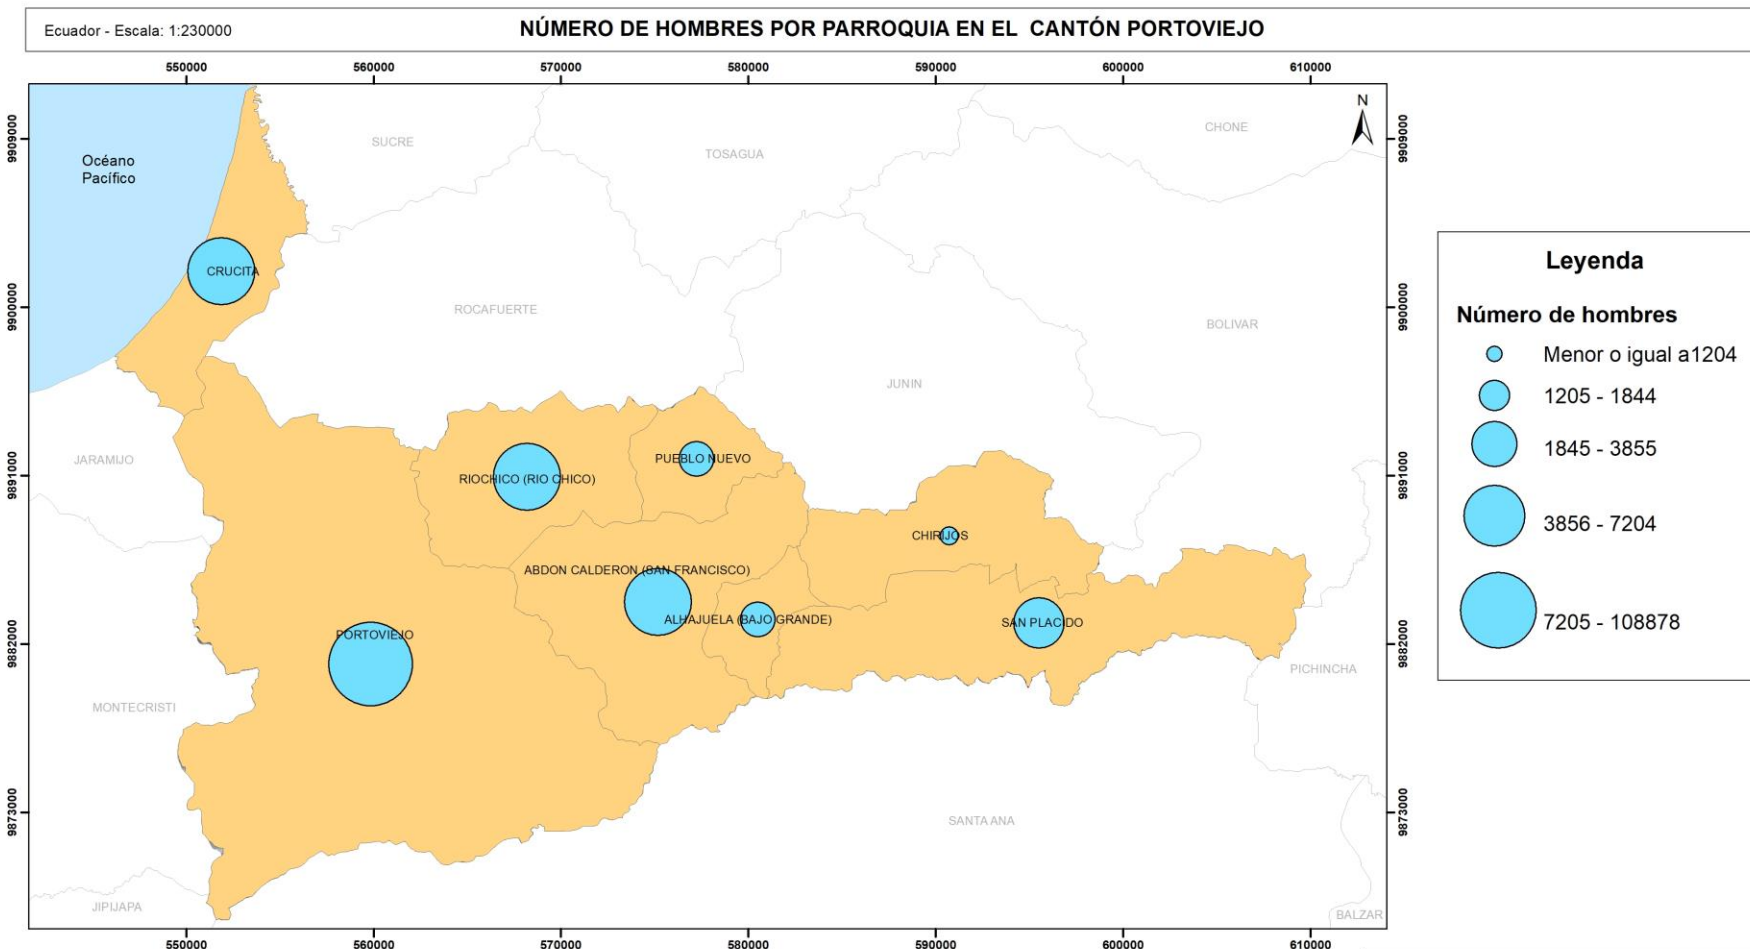 Ecuador - Escala: 1:230000
NÚMERO DE HOMBRES POR PARROQUIA EN EL CANTÓN PORTOVIEJO
550000
560000
570000
580000
590000
600000
610000
N
9909000
9909000
CHONE
SUCRE
TOSAGUA
Océano
Pacífico
CRUCITA
9900000
9900000
ROCAFUERTE
BOLIVAR
JUNIN
JARAMIJO
PUEBLO NUEVO
RIOCHICO (RIO CHICO)
9891000
9891000
CHIRIJOS
ABDON CALDERON (SAN FRANCISCO)
ALHAJUELA (BAJO GRANDE)
SAN PLACIDO
PORTOVIEJO
9882000
9882000
PICHINCHA
MONTECRISTI
9873000
9873000
SANTA ANA
JIPIJAPA
BALZAR
550000
560000
570000
580000
590000
600000
610000
Leyenda
Número de hombres
Menor o igual a1204
1205 - 1844
1845 - 3855
3856 - 7204
7205 - 108878